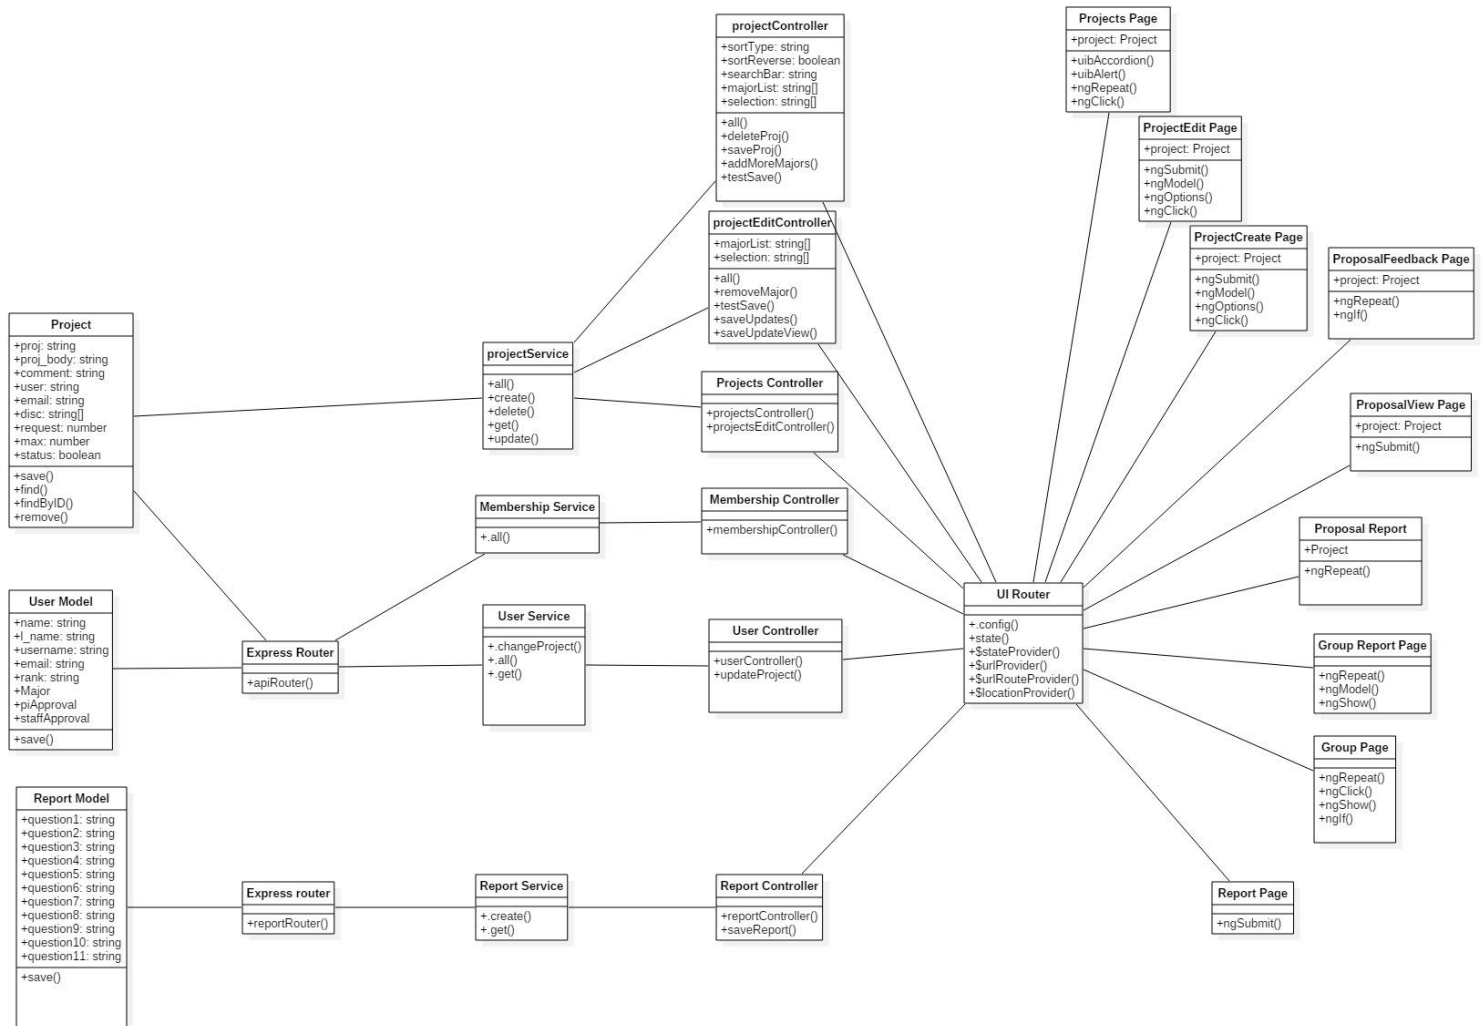 projectController
+sortType: string
+sortReverse: boolean
+searchBar: string
+majorList: string[]
+selection: string[]
+all()
+deleteProj()
+saveProj()
+addMoreMajors()
+testSave()
Projects Page
+project: Project
+uibAccordion()
+uibAlert()
+ngRepeat()
+ngClick()
ProjectEdit Page
+project: Project
+ngSubmit()
+ngModel()
+ngOptions()
+ngClick()
projectEditController
+majorList: string[]
+selection: string[]
+all()
+removeMajor()
+testSave()
+saveUpdates()
+saveUpdateView()
ProjectCreate Page
+project: Project
+ngSubmit()
+ngModel()
+ngOptions()
+ngClick()
ProposalFeedback Page
+project: Project
+ngRepeat()
+ngIf()
Project
+proj: string
+proj_body: string
+comment: string
+user: string
+email: string
+disc: string[]
+request: number
+max: number
+status: boolean
+save()
+find()
+findByID()
+remove()
projectService
+all()
+create()
+delete()
+get()
+update()
Projects Controller
+projectsController()
+projectsEditController()
ProposalView Page
+project: Project
+ngSubmit()
Membership Service
+.all()
Membership Controller
+membershipController()
Proposal Report
+Project
+ngRepeat()
User Model
+name: string
+l_name: string
+username: string
+email: string
+rank: string
+Major
+piApproval
+staffApproval
+save()
Express Router
+apiRouter()
User Service
+.changeProject()
+.all()
+.get()
User Controller
+userController()
+updateProject()
UI Router
+.config()
+state()
+$stateProvider()
+$urlProvider()
+$urlRouteProvider()
+$locationProvider()
Group Report Page
+ngRepeat()
+ngModel()
+ngShow()
Group Page
+ngRepeat()
+ngClick()
+ngShow()
+ngIf()
Report Model
+question1: string
+question2: string
+question3: string
+question4: string
+question5: string
+question6: string
+question7: string
+question8: string
+question9: string
+question10: string
+question11: string
+save()
Express router
+reportRouter()
Report Service
+.create()
+.get()
Report Controller
+reportController()
+saveReport()
Report Page
+ngSubmit()